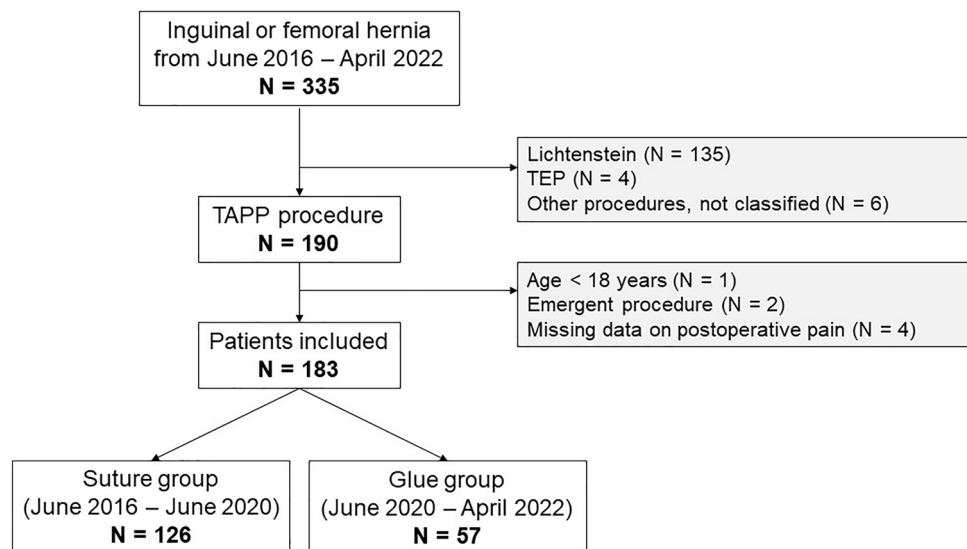 Inguinal or femoral hernia
from June 2016 – April 2022
N = 335
Lichtenstein (N = 135)
TEP (N = 4)
Other procedures, not classified (N = 6)
TAPP procedure
N = 190
Age < 18 years (N = 1)
Emergent procedure (N = 2)
Missing data on postoperative pain (N = 4)
Patients included
N = 183
Suture group
(June 2016 – June 2020)
N = 126
Glue group
(June 2020 – April 2022)
N = 57